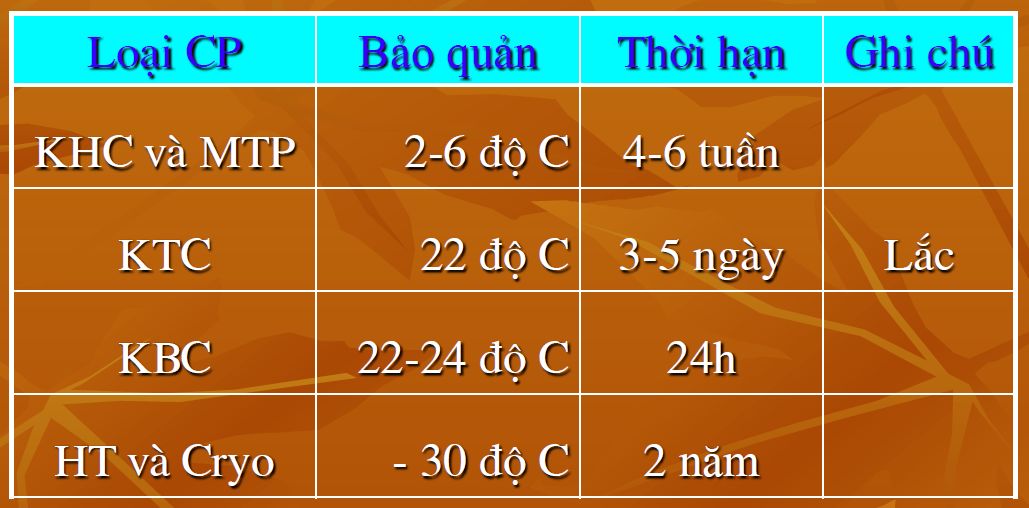 Loại CP Bảo quản Thời hạn Ghi chú
KHC và MTP 2-6 độ C 4-6 tuần
KTC 22 độ C 3-5 ngày Lắc
KBC 22-24 độ C 24h
HT và Cryo - 30 độ C 2 năm